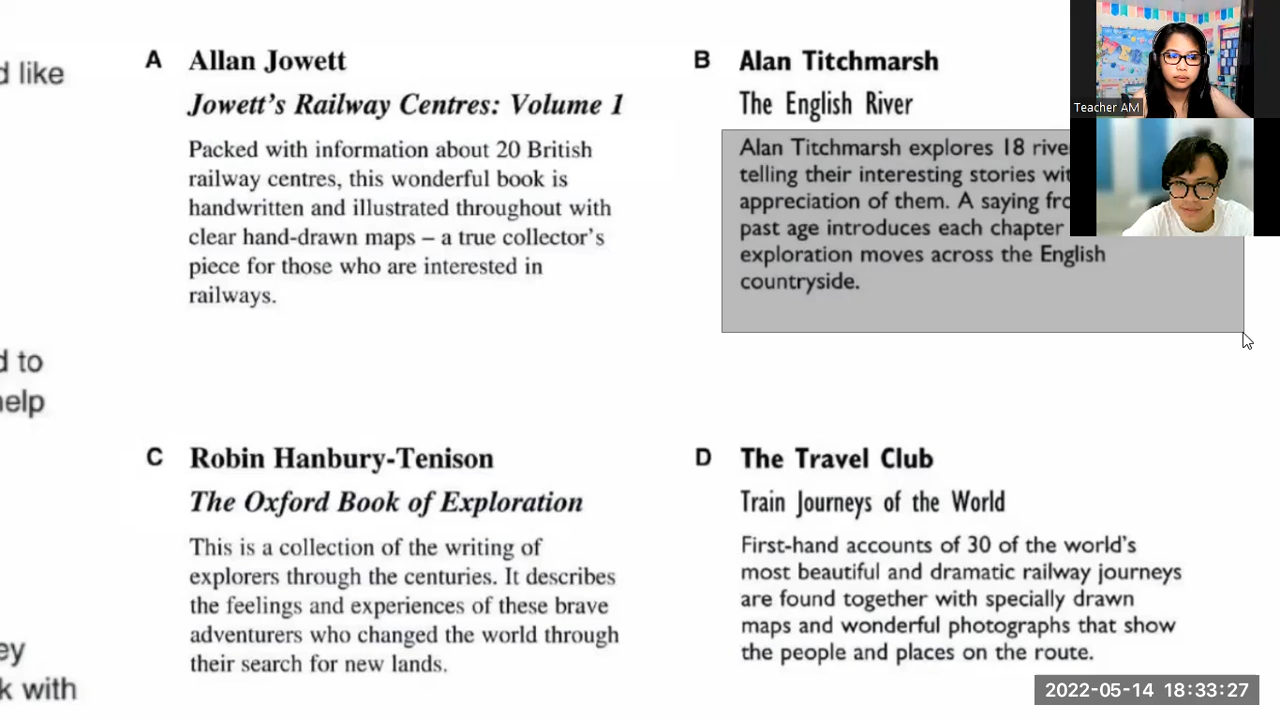 d like
d to
help
ey
k with
A Allan Jowett
Jowett's Railway Centres: Volume 1
Packed with information about 20 British
railway centres, this wonderful book is
handwritten and illustrated throughout with
clear hand-drawn maps – a true collector's
piece for those who are interested in
railways.
B Alan Titchmarsh
The English River
Alan Titchmarsh explores 18 rive
telling their interesting stories wit
appreciation of them. A saying fro
past age introduces each chapter
exploration moves across the English
countryside.
C Robin Hanbury-Tenison
The Oxford Book of Exploration
This is a collection of the writing of
explorers through the centuries. It describes
the feelings and experiences of these brave
adventurers who changed the world through
their search for new lands.
D The Travel Club
Train Journeys of the World
First-hand accounts of 30 of the world's
most beautiful and dramatic railway journeys
are found together with specially drawn
maps and wonderful photographs that show
the people and places on the route.
Teacher AM
2022-05-14 18:33:27